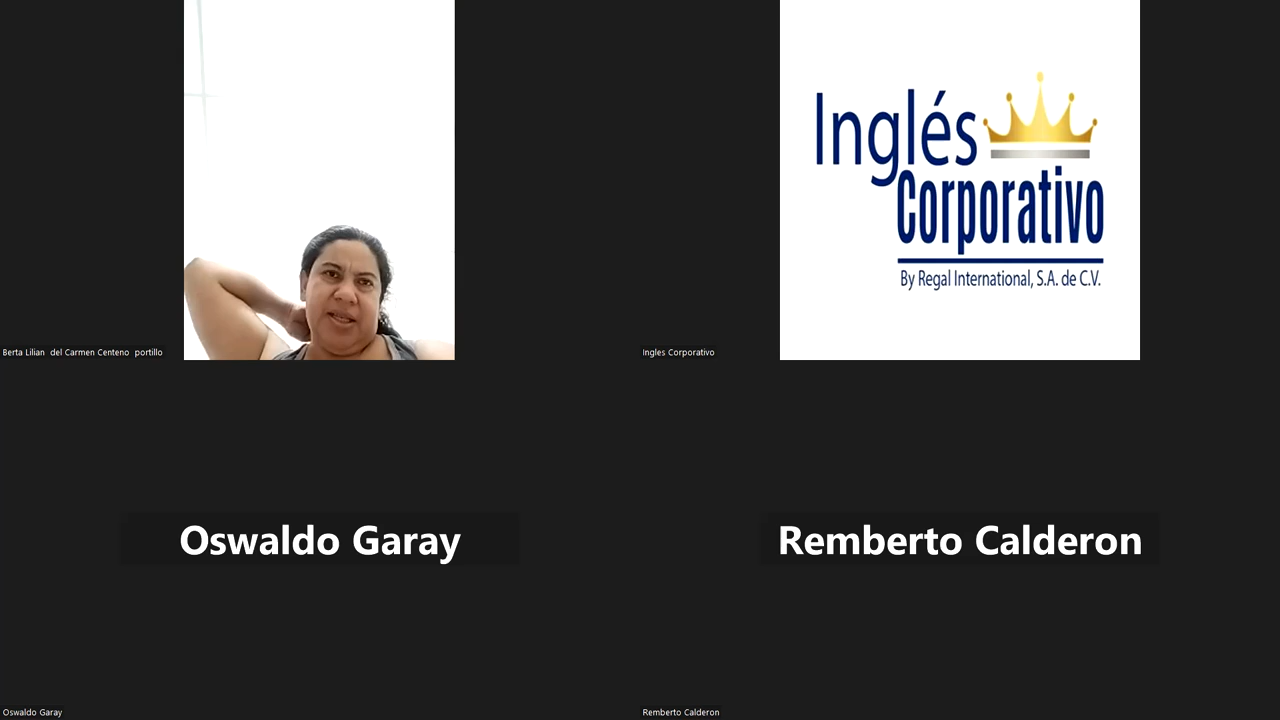 Inglés
Corporativo
By Regal International, S.A. de C.V.
Berta Lilian  del Carmen Centeno  portillo
Ingles Corporativo
Oswaldo Garay
Remberto Calderon
Oswaldo Garay
Remberto Calderon